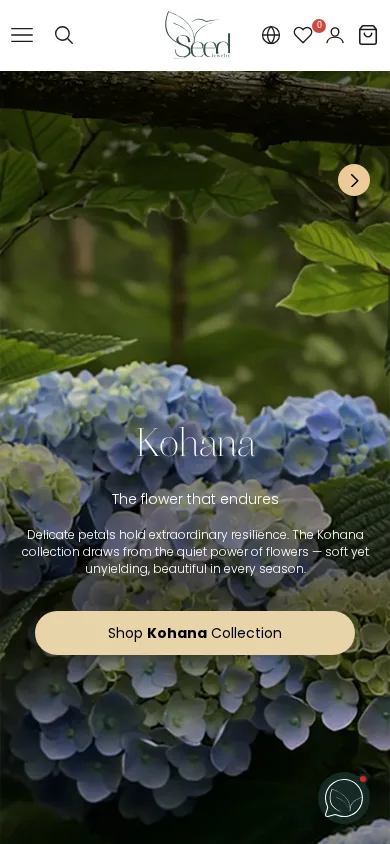 Seed
jewelry
0
Kohana
The flower that endures
Delicate petals hold extraordinary resilience. The Kohana
collection draws from the quiet power of flowers — soft yet
unyielding, beautiful in every season.
Shop Kohana Collection